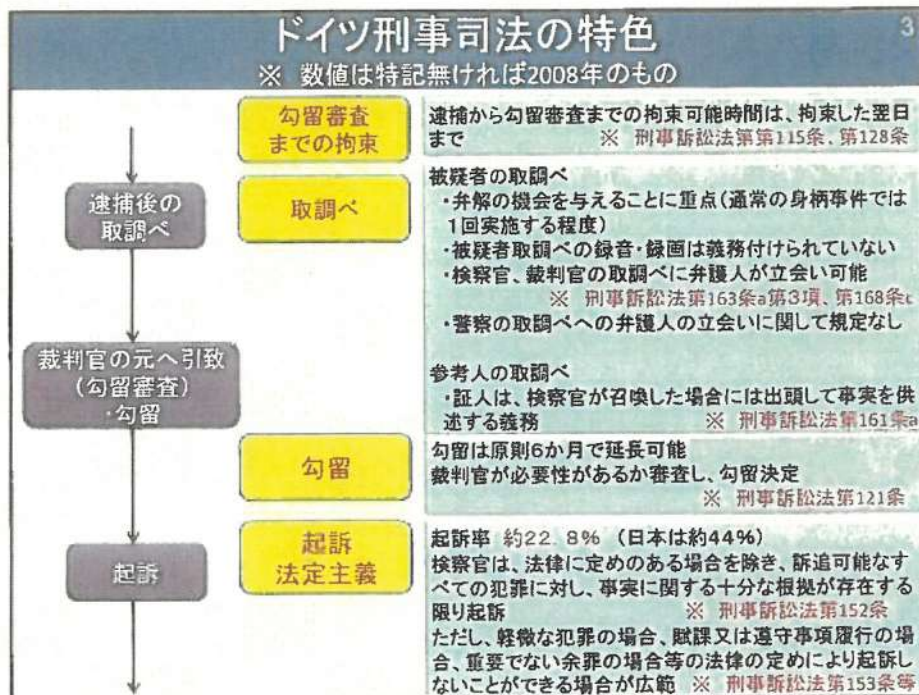 ドイツ刑事司法の特色
3
※ 数値は特記無ければ2008年のもの
勾留審査
までの拘束
逮捕から勾留審査までの拘束可能時間は、拘束した翌日
まで ※ 刑事訴訟法第第115条、第128条
逮捕後の
取調べ
取調べ
被疑者の取調べ
・弁解の機会を与えることに重点(通常の身柄事件では
1回実施する程度)
・被疑者取調べの録音・録画は義務付けられていない
・検察官、裁判官の取調べに弁護人が立会い可能
※ 刑事訴訟法第163条a第3項、第168条c
・警察の取調べへの弁護人の立会いに関して規定なし
裁判官の元へ引致
(勾留審査)
・勾留
参考人の取調べ
・証人は、検察官が召喚した場合には出頭して事実を供
述する義務 ※ 刑事訴訟法第161条a
勾留
勾留は原則6か月で延長可能
裁判官が必要性があるか審査し、勾留決定
※ 刑事訴訟法第121条
起訴
起訴
法定主義
起訴率 約22.8% (日本は約44%)
検察官は、法律に定めのある場合を除き、訴追可能なす
べての犯罪に対し、事実に関する十分な根拠が存在する
限り起訴 ※ 刑事訴訟法第152条
ただし、軽微な犯罪の場合、賦課又は遵守事項履行の場
合、重要でない余罪の場合等の法律の定めにより起訴し
ないことができる場合が広範 ※ 刑事訴訟法第153条等